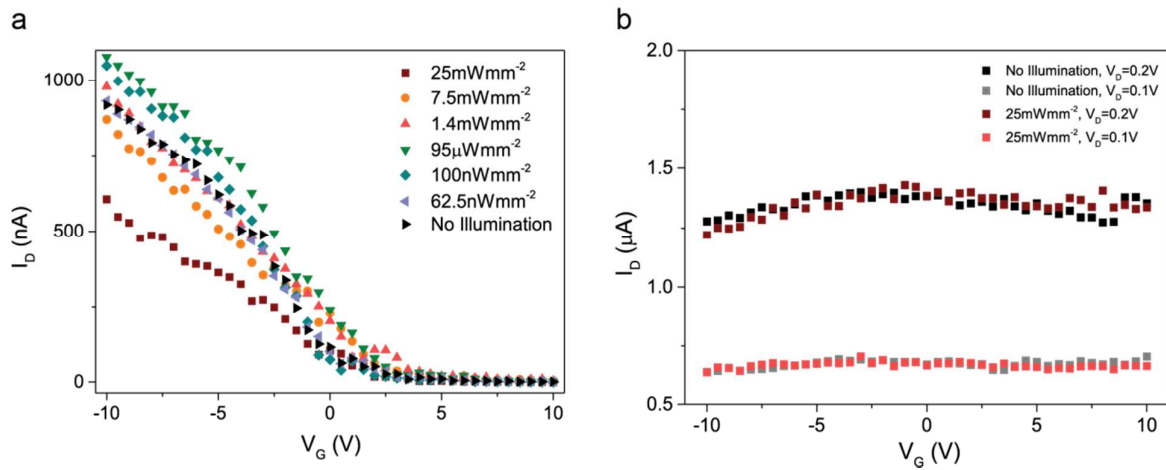 a
1000
500
0
I_D (nA)
-10 -5 0 5 10
V_G (V)
25mWmm⁻²
7.5mWmm⁻²
1.4mWmm⁻²
95μWmm⁻²
100nWmm⁻²
62.5nWmm⁻²
No Illumination
b
2.0
1.5
1.0
0.5
I_D (μA)
-10 -5 0 5 10
V_G (V)
No Illumination, V_D=0.2V
No Illumination, V_D=0.1V
25mWmm⁻², V_D=0.2V
25mWmm⁻², V_D=0.1V